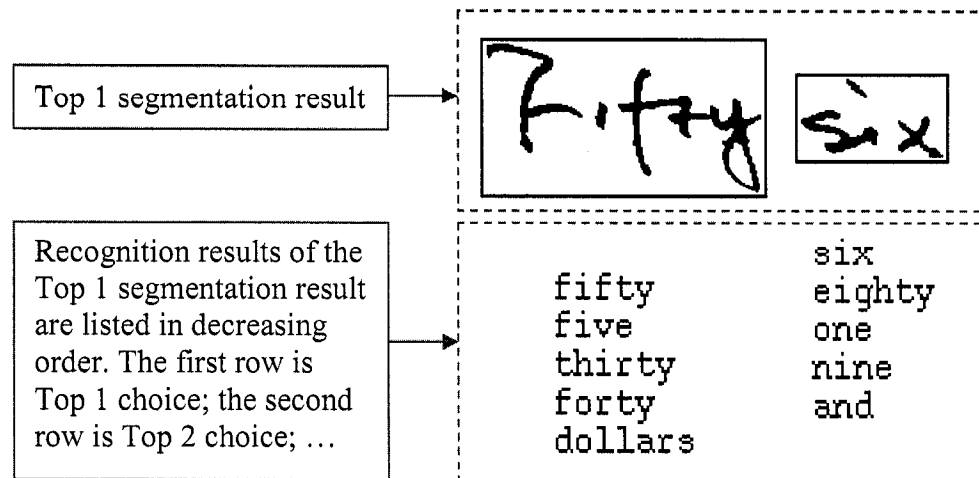 Top 1 segmentation result
Fifty six
Recognition results of the
Top 1 segmentation result
are listed in decreasing
order. The first row is
Top 1 choice; the second
row is Top 2 choice; …
fifty
five
thirty
forty
dollars
six
eighty
one
nine
and